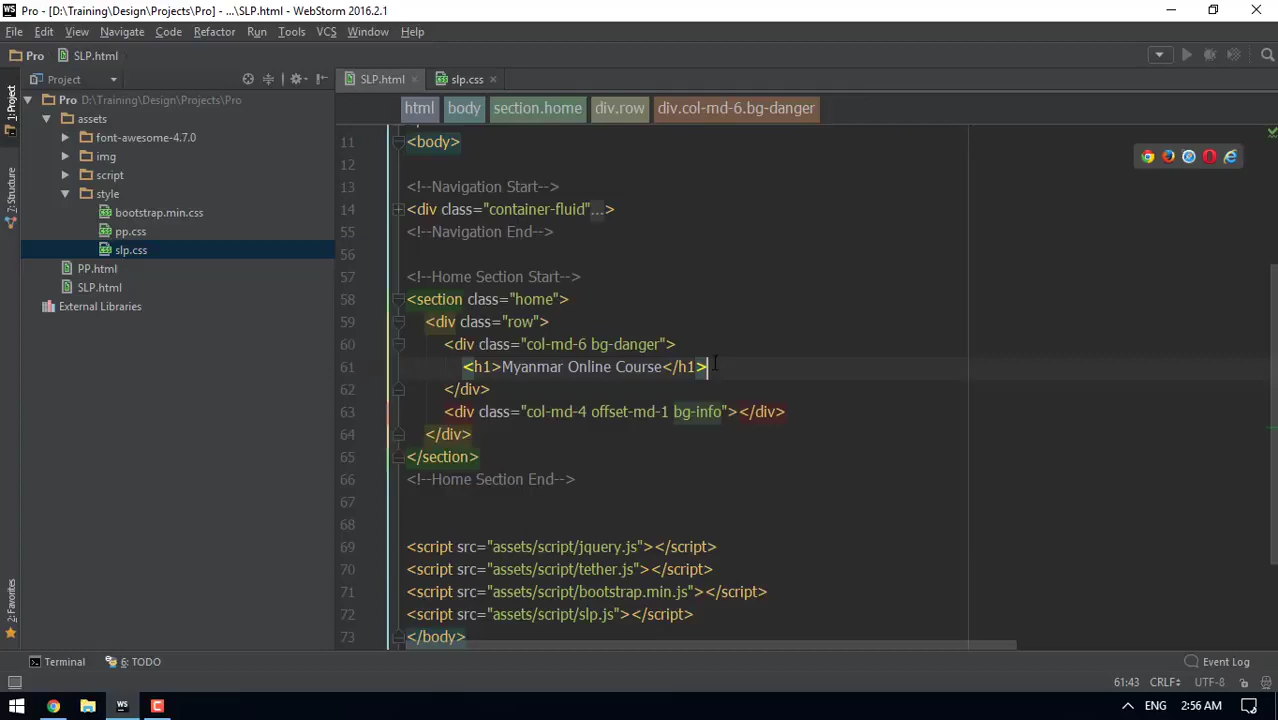 Pro - [D:\Training\Design\Projects\Pro] - ...\SLP.html] - WebStorm 2016.2.1
File Edit View Navigate Code Refactor Run Tools VCS Window Help
Pro SLP.html
Project
SLP.html
slp.css
1: Project
Pro D:\Training\Design\Projects\Pro
html body section.home div.row div.col-md-6.bg-danger
assets
font-awesome-4.7.0
img
script
style
bootstrap.min.css
pp.css
slp.css
PP.html
SLP.html
External Libraries
7: Structure
2: Favorites
11 <body>
12
13 <!--Navigation Start-->
14 <div class="container-fluid"...>
55 <!--Navigation End-->
56
57 <!--Home Section Start-->
58 <section class="home">
59 <div class="row">
60 <div class="col-md-6 bg-danger">
61 <h1>Myanmar Online Course</h1>
62 </div>
63 <div class="col-md-4 offset-md-1 bg-info"></div>
64 </div>
65 </section>
66 <!--Home Section End-->
67
68
69 <script src="assets/script/jquery.js"></script>
70 <script src="assets/script/tether.js"></script>
71 <script src="assets/script/bootstrap.min.js"></script>
72 <script src="assets/script/slp.js"></script>
73 </body>
Terminal 6: TODO Event Log
61:43 CRLF UTF-8
WS C ENG 2:56 AM